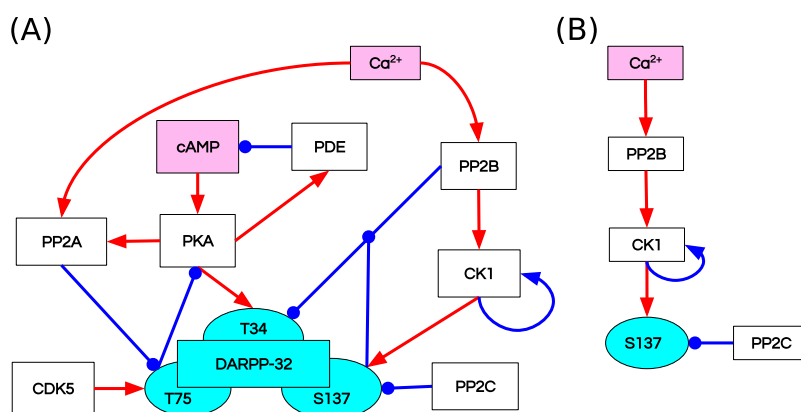 (A)
Ca²⁺
cAMP
PDE
PP2B
PP2A
PKA
CK1
T34
DARPP-32
CDK5
T75
S137
PP2C
(B)
Ca²⁺
PP2B
CK1
S137
PP2C